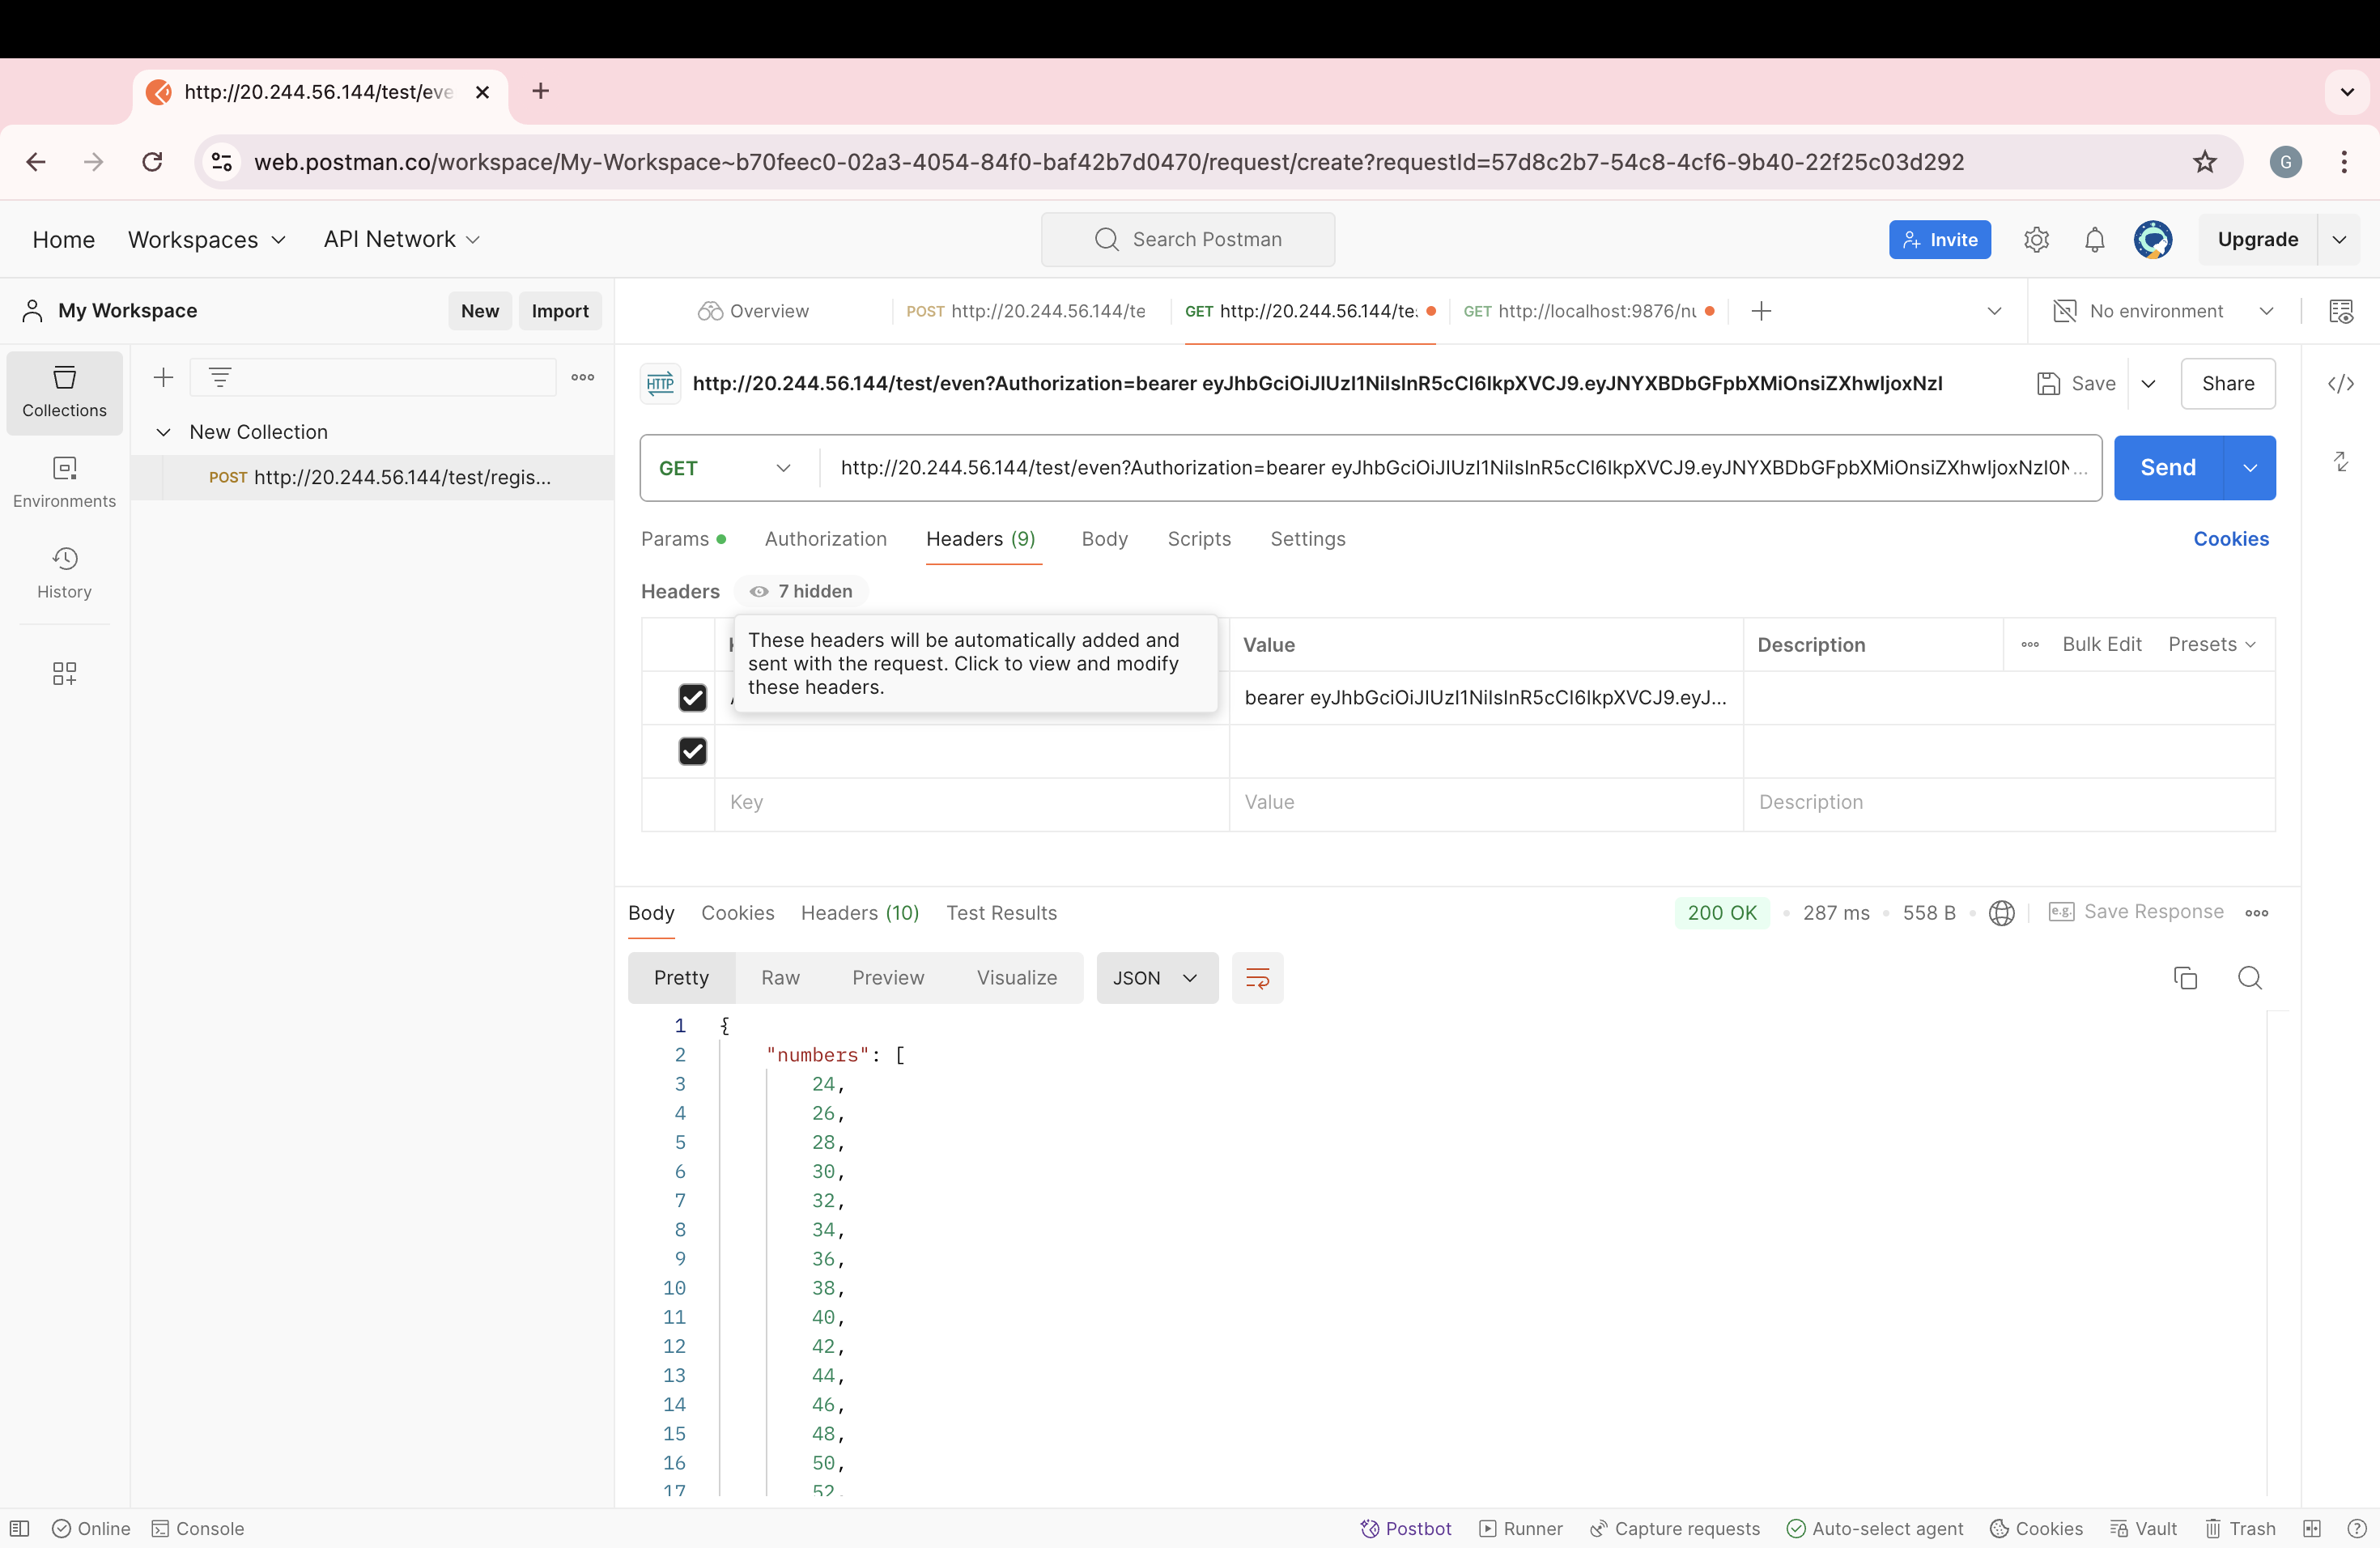 http://20.244.56.144/test/eve
web.postman.co/workspace/My-Workspace~b70feec0-02a3-4054-84f0-baf42b7d0470/request/create?requestId=57d8c2b7-54c8-4cf6-9b40-22f25c03d292
G
Home Workspaces API Network Search Postman Invite Upgrade
My Workspace New Import Overview POST http://20.244.56.144/te GET http://20.244.56.144/te: GET http://localhost:9876/nu No environment
Collections
Environments
History
New Collection
POST http://20.244.56.144/test/regis...
HTTP http://20.244.56.144/test/even?Authorization=bearer eyJhbGciOiJIUzI1NiIsInR5cCI6IkpXVCJ9.eyJNYXBDbGFpbXMiOnsiZXhwIjoxNzI Save Share
GET http://20.244.56.144/test/even?Authorization=bearer eyJhbGciOiJIUzI1NiIsInR5cCI6IkpXVCJ9.eyJNYXBDbGFpbXMiOnsiZXhwIjoxNzI0N... Send
Params Authorization Headers (9) Body Scripts Settings Cookies
Headers 7 hidden
These headers will be automatically added and
sent with the request. Click to view and modify
these headers.
Value Description Bulk Edit Presets
bearer eyJhbGciOiJIUzI1NiIsInR5cCI6IkpXVCJ9.eyJ...
Key Value Description
Body Cookies Headers (10) Test Results 200 OK 287 ms 558 B e.g. Save Response
Pretty Raw Preview Visualize JSON
1 {
2 "numbers": [
3 24,
4 26,
5 28,
6 30,
7 32,
8 34,
9 36,
10 38,
11 40,
12 42,
13 44,
14 46,
15 48,
16 50,
17 52,
Online Console Postbot Runner Capture requests Auto-select agent Cookies Vault Trash